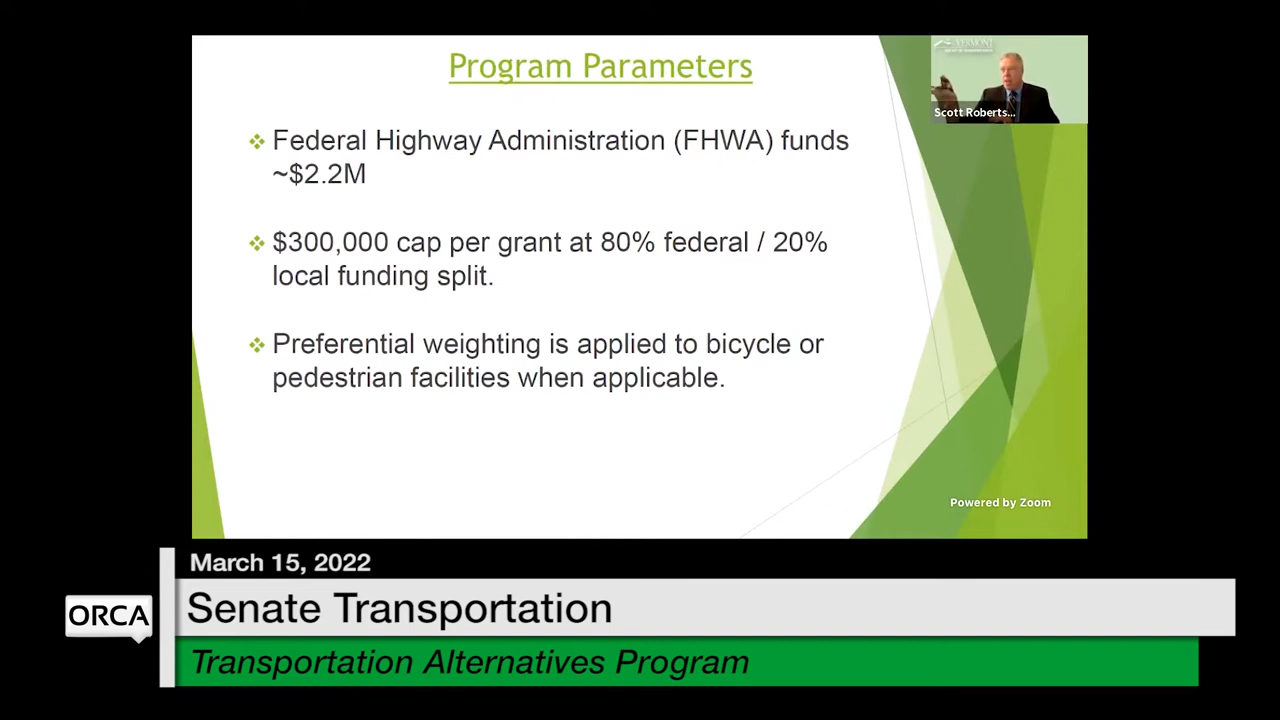 Program Parameters
VERMONT
Federal Highway Administration (FHWA) funds
~$2.2M
$300,000 cap per grant at 80% federal / 20%
local funding split.
Preferential weighting is applied to bicycle or
pedestrian facilities when applicable.
Scott Roberts...
Powered by Zoom
March 15, 2022
ORCA
Senate Transportation
Transportation Alternatives Program